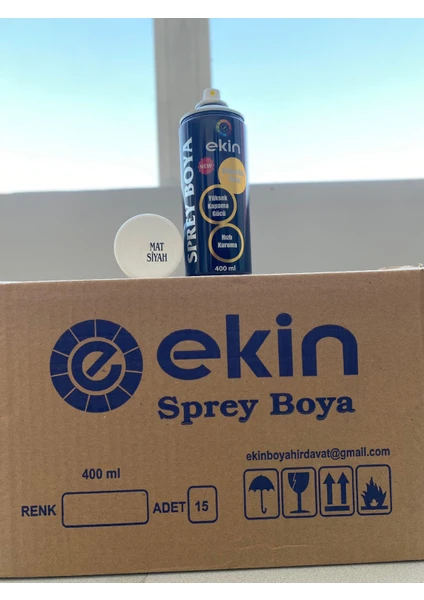 ekin
NEW
SPREY BOYA
Yüksek
Kapama
Gücü
Hızlı
Kuruma
400 ml
MAT
SİYAH
ekin
Sprey Boya
ekinboyahirdavat@gmail.com
400 ml
RENK
ADET 15